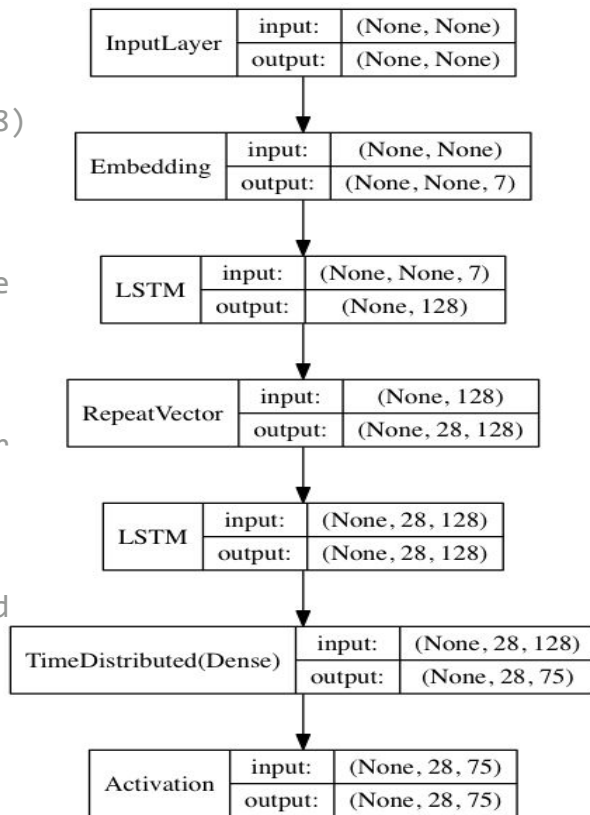 InputLayer input: (None, None)
output: (None, None)
8)
Embedding input: (None, None)
output: (None, None, 7)
e
LSTM input: (None, None, 7)
output: (None, 128)
RepeatVector input: (None, 128)
output: (None, 28, 128)
LSTM input: (None, 28, 128)
output: (None, 28, 128)
d
TimeDistributed(Dense) input: (None, 28, 128)
output: (None, 28, 75)
Activation input: (None, 28, 75)
output: (None, 28, 75)